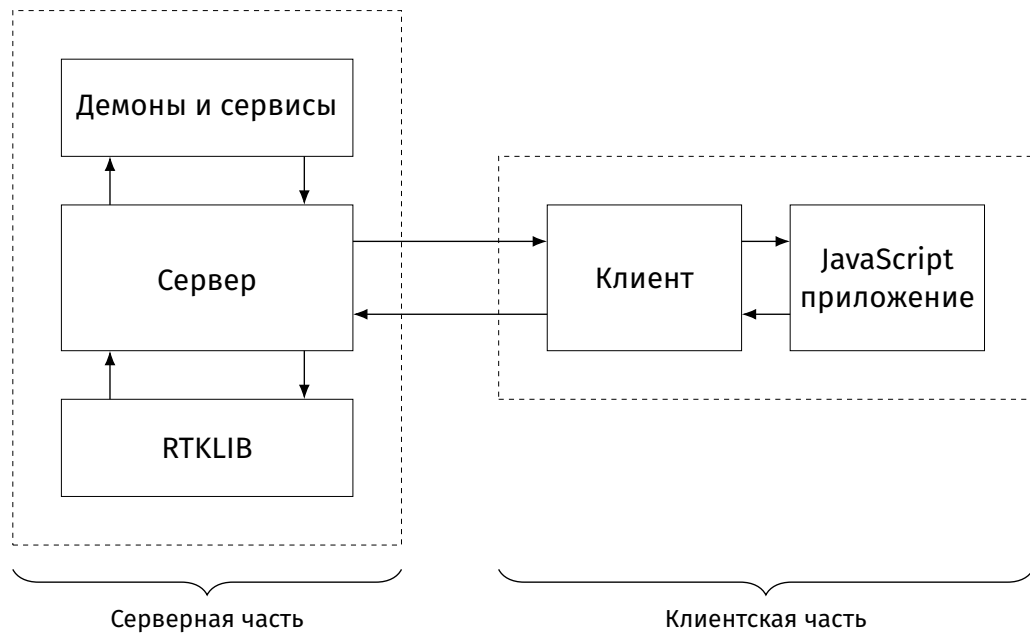 Демоны и сервисы
Сервер
RTKLIB
Клиент
JavaScript
приложение
Серверная часть
Клиентская часть